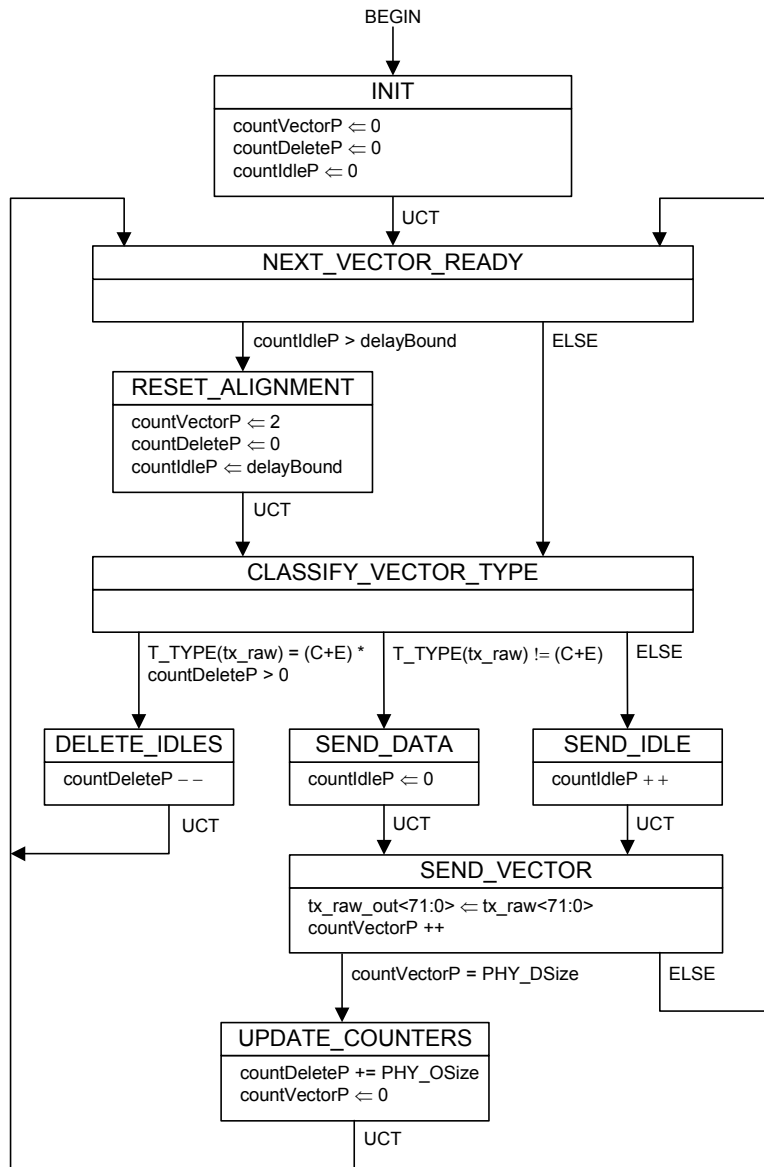 BEGIN
INIT
countVectorP ⇐ 0
countDeleteP ⇐ 0
countIdleP ⇐ 0
UCT
NEXT_VECTOR_READY
countIdleP > delayBound
ELSE
RESET_ALIGNMENT
countVectorP ⇐ 2
countDeleteP ⇐ 0
countIdleP ⇐ delayBound
UCT
CLASSIFY_VECTOR_TYPE
T_TYPE(tx_raw) = (C+E) *
countDeleteP > 0
T_TYPE(tx_raw) != (C+E)
ELSE
DELETE_IDLES
countDeleteP − −
UCT
SEND_DATA
countIdleP ⇐ 0
UCT
SEND_IDLE
countIdleP + +
UCT
SEND_VECTOR
tx_raw_out<71:0> ⇐ tx_raw<71:0>
countVectorP ++
countVectorP = PHY_DSize
ELSE
UPDATE_COUNTERS
countDeleteP += PHY_OSize
countVectorP ⇐ 0
UCT